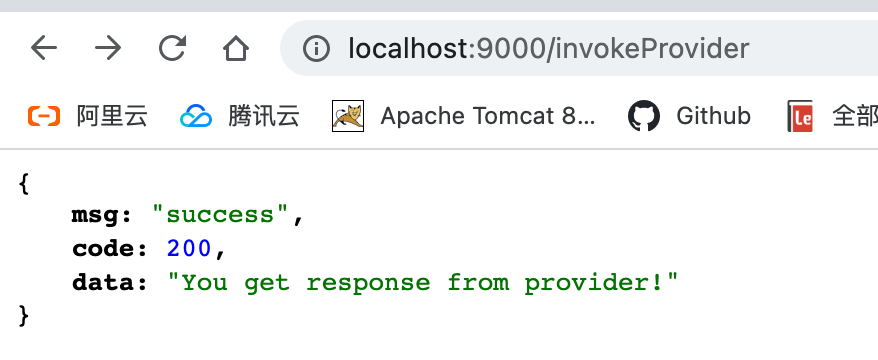 localhost:9000/invokeProvider
阿里云 腾讯云 Apache Tomcat 8... Github Le 全部
{
    msg: "success",
    code: 200,
    data: "You get response from provider!"
}